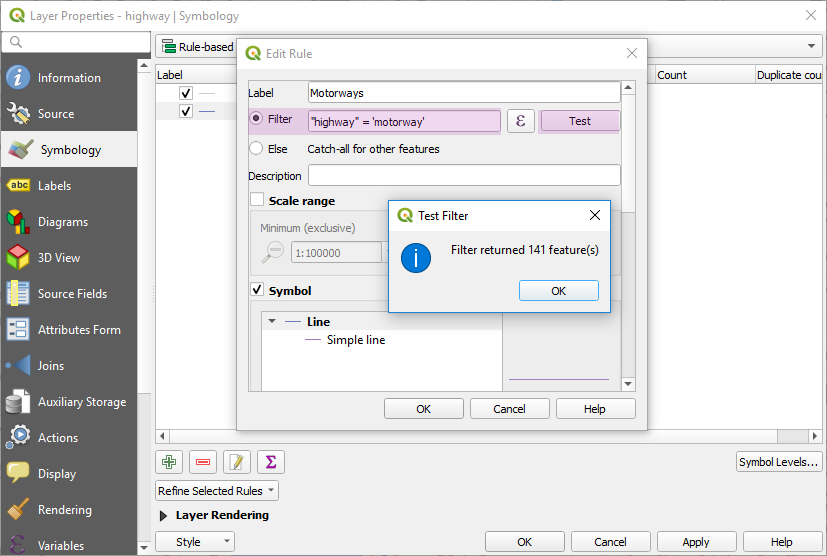 Layer Properties - highway | Symbology
Information
Source
Symbology
abc Labels
Diagrams
3D View
Source Fields
Attributes Form
Joins
Auxiliary Storage
Actions
Display
Rendering
Variables
Rule-based
Label
Count
Duplicate cou
Edit Rule
Label Motorways
Filter "highway" = 'motorway' ε Test
Else Catch-all for other features
Description
Scale range
Minimum (exclusive)
1:100000
Symbol
Line
Simple line
OK Cancel Help
Test Filter
Filter returned 141 feature(s)
OK
Σ
Symbol Levels...
Refine Selected Rules
Layer Rendering
Style OK Cancel Apply Help